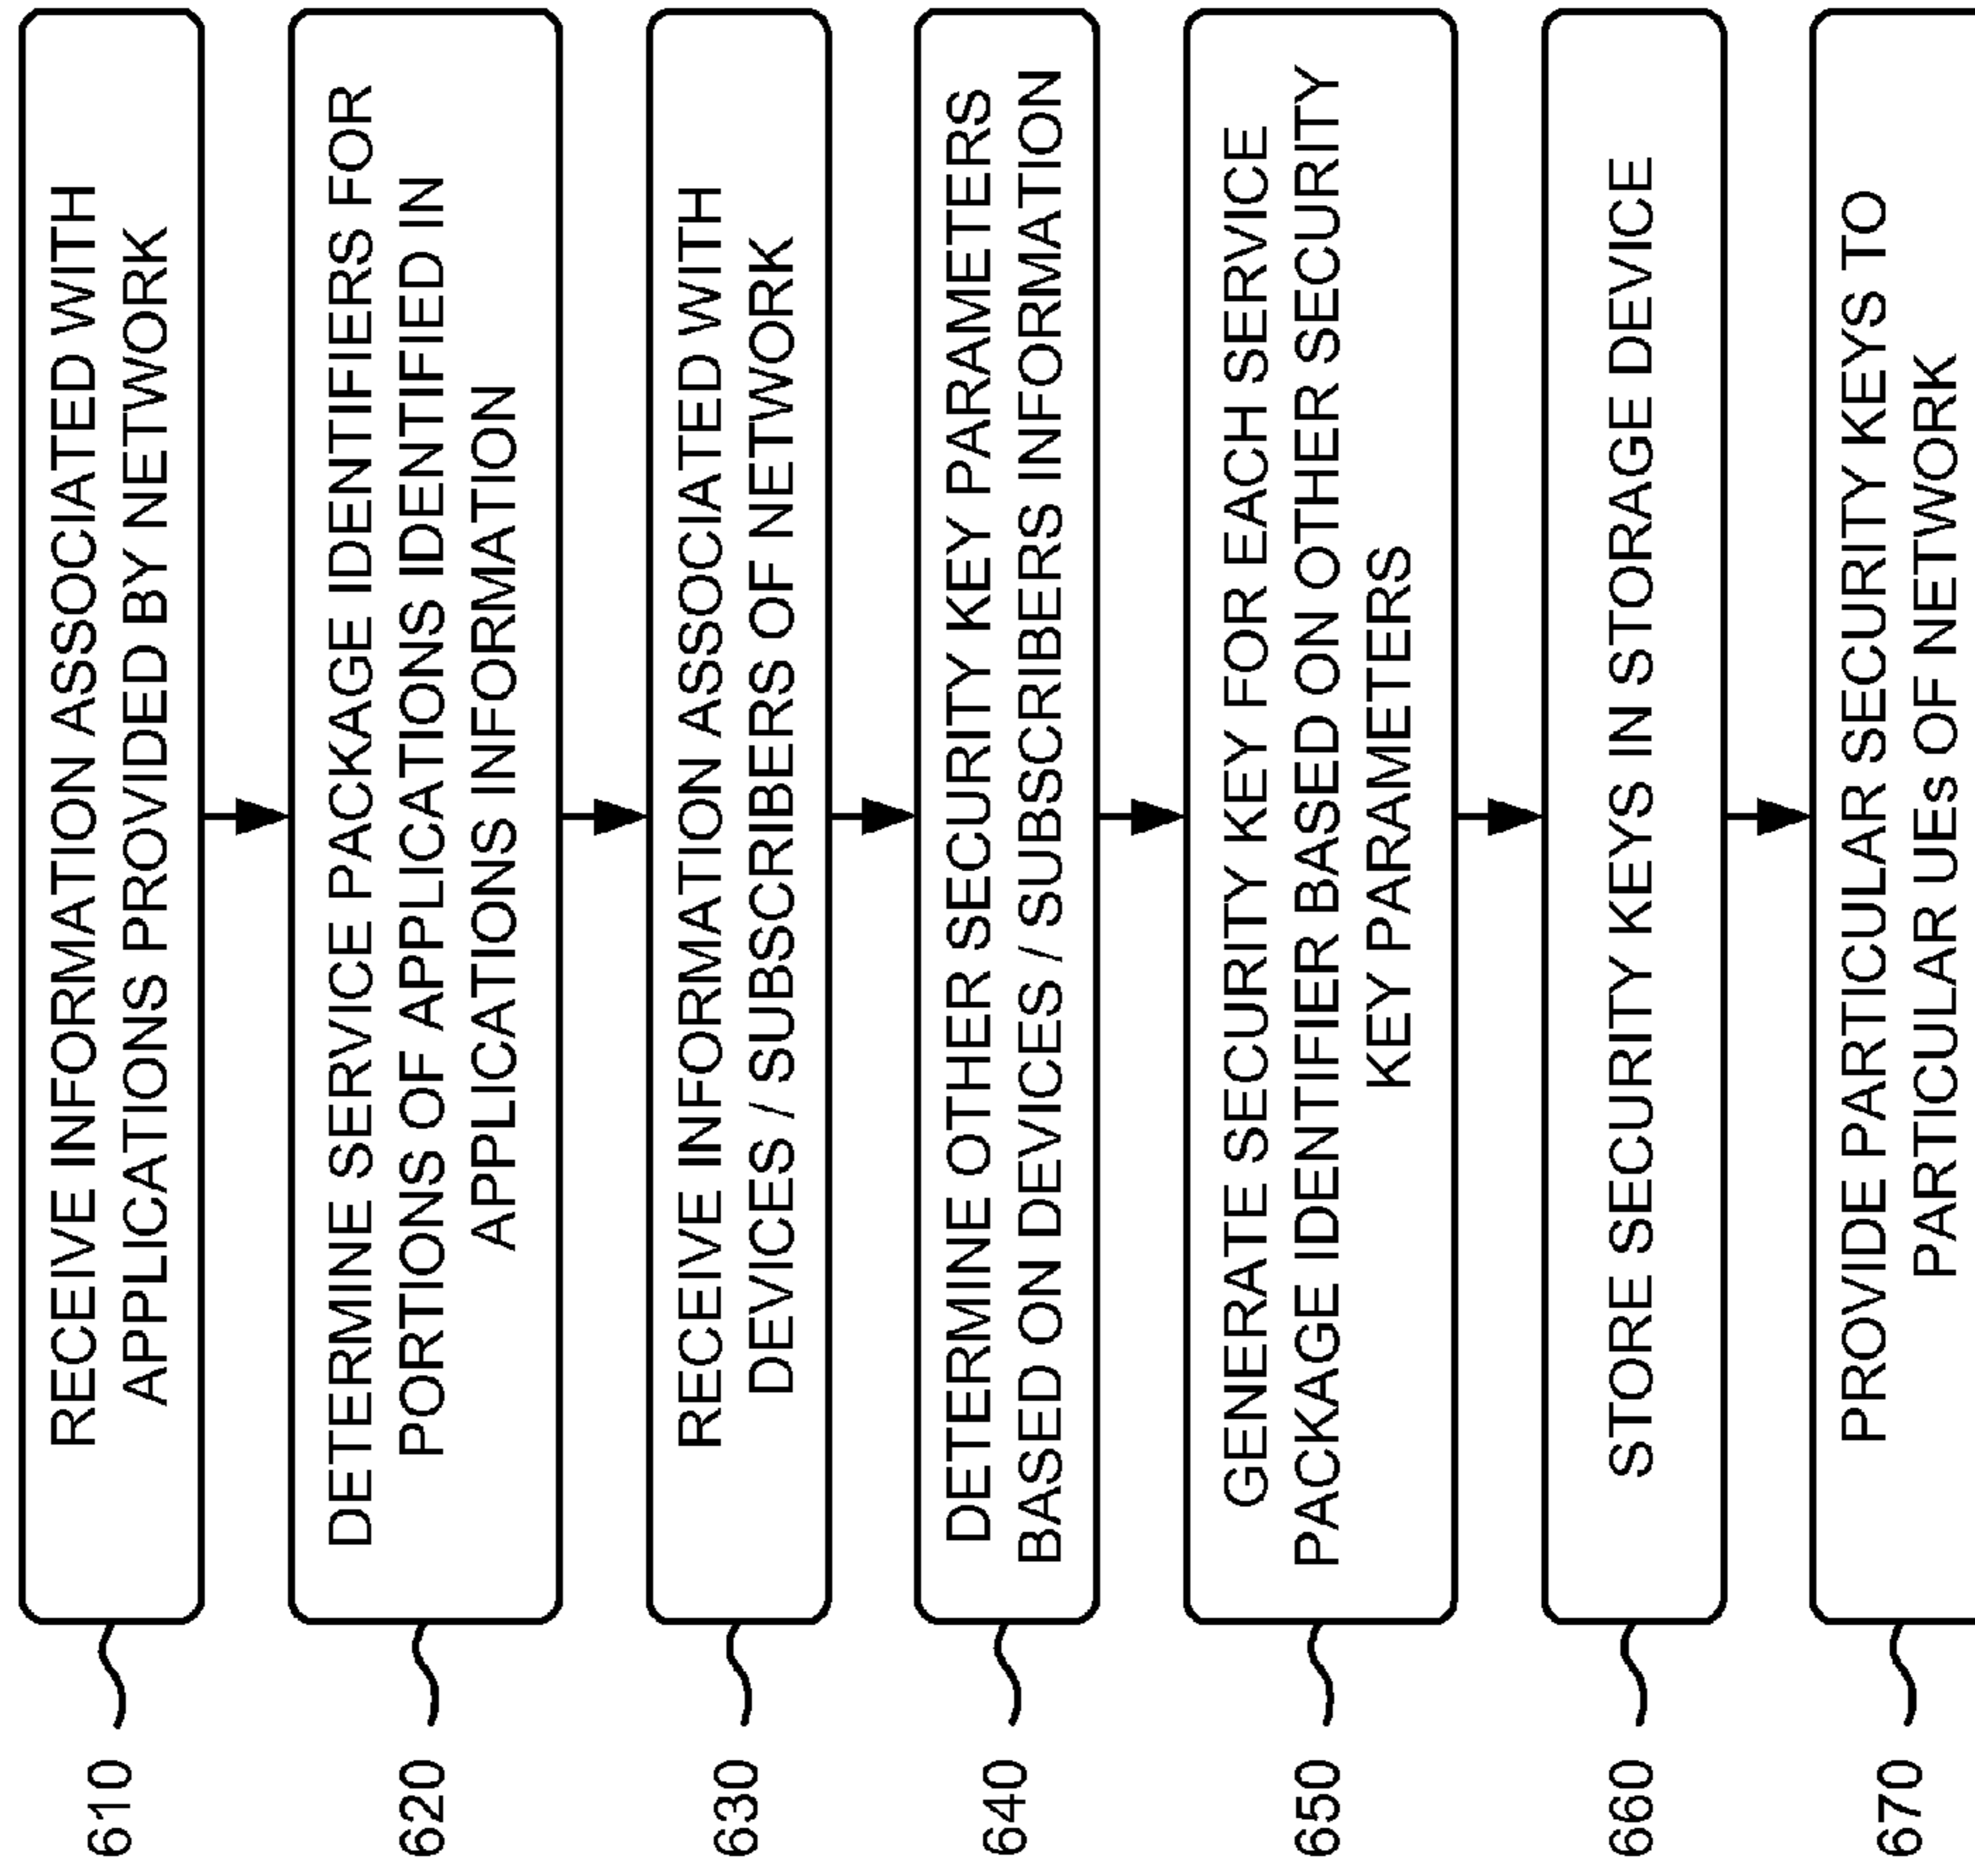 610
RECEIVE INFORMATION ASSOCIATED WITH
APPLICATIONS PROVIDED BY NETWORK
620
DETERMINE SERVICE PACKAGE IDENTIFIERS FOR
PORTIONS OF APPLICATIONS IDENTIFIED IN
APPLICATIONS INFORMATION
630
RECEIVE INFORMATION ASSOCIATED WITH
DEVICES / SUBSCRIBERS OF NETWORK
640
DETERMINE OTHER SECURITY KEY PARAMETERS
BASED ON DEVICES / SUBSCRIBERS INFORMATION
650
GENERATE SECURITY KEY FOR EACH SERVICE
PACKAGE IDENTIFIER BASED ON OTHER SECURITY
KEY PARAMETERS
660
STORE SECURITY KEYS IN STORAGE DEVICE
670
PROVIDE PARTICULAR SECURITY KEYS TO
PARTICULAR UEs OF NETWORK